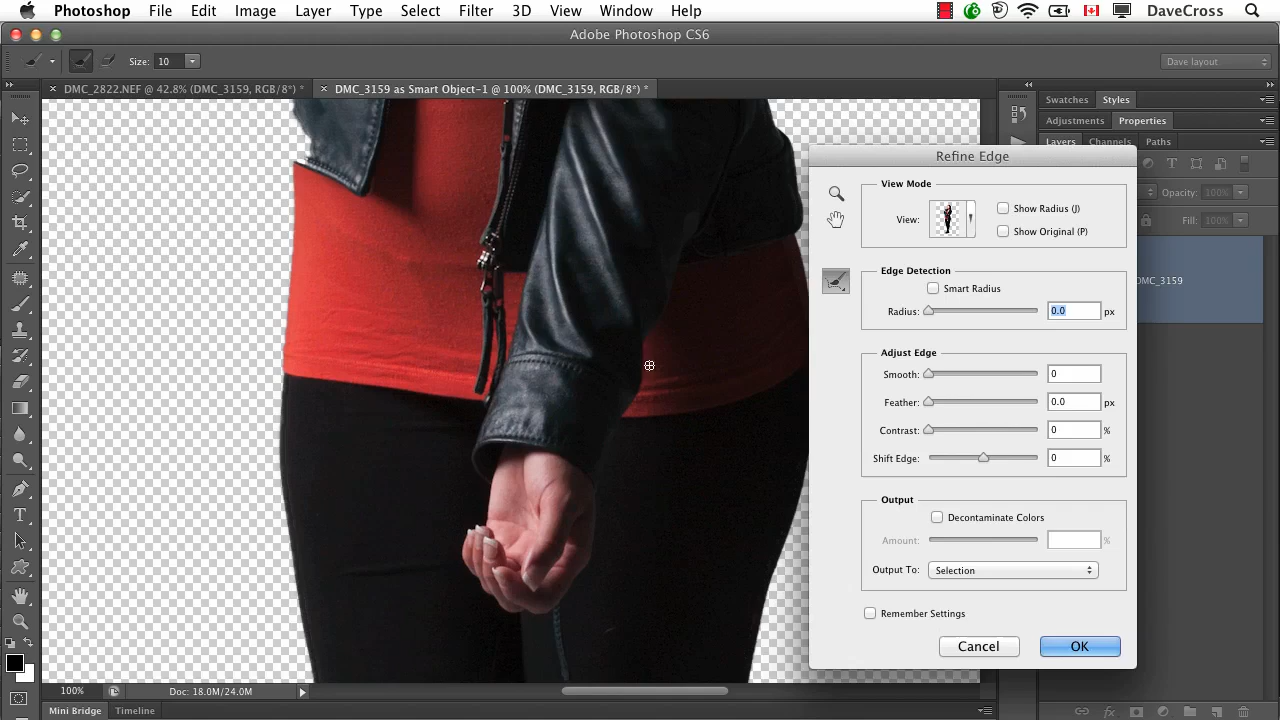 Photoshop File Edit Image Layer Type Select Filter 3D View Window Help DaveCross
Adobe Photoshop CS6
Size: 10 Dave layout
× DMC_2822.NEF @ 42.8% (DMC_3159, RGB/8*) * × DMC_3159 as Smart Object-1 @ 100% (DMC_3159, RGB/8*) *
Swatches Styles
Adjustments Properties
Layers Channels Paths
Refine Edge
View Mode
View:
Show Radius (J)
Show Original (P)
Opacity: 100%
Fill: 100%
DMC_3159
Edge Detection
Smart Radius
Radius: 0.0 px
Adjust Edge
Smooth: 0
Feather: 0.0 px
Contrast: 0 %
Shift Edge: 0 %
Output
Decontaminate Colors
Amount: %
Output To: Selection
Remember Settings
Cancel OK
100% Doc: 18.0M/24.0M
Mini Bridge Timeline
fx